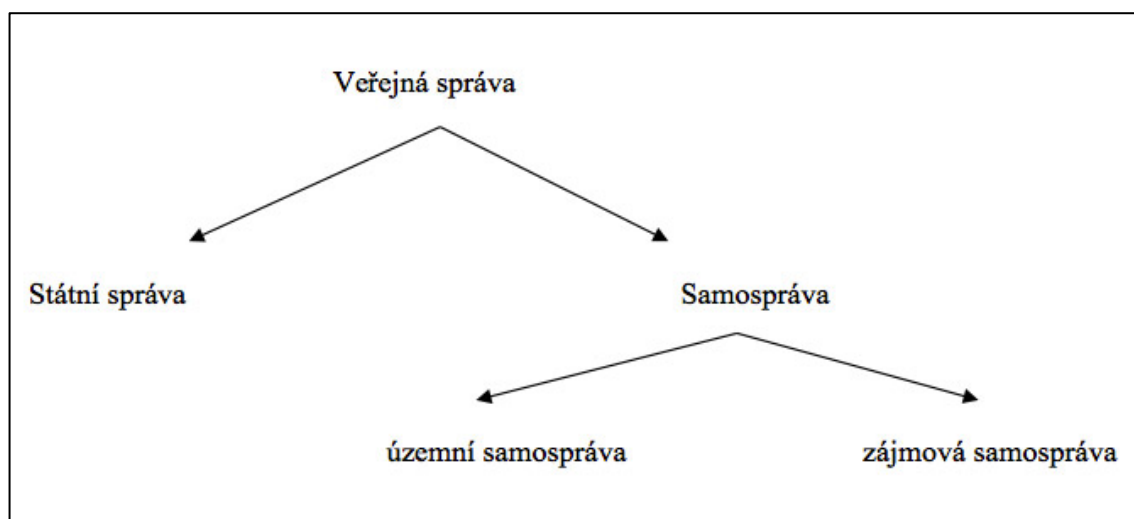 Veřejná správa
Státní správa
Samospráva
územní samospráva
zájmová samospráva